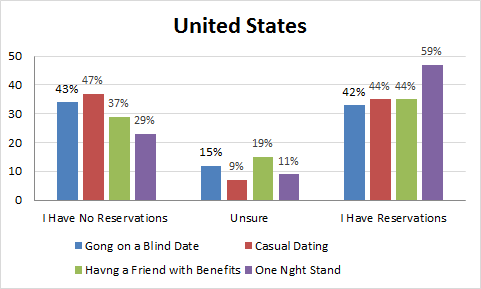 United States
50
40
30
20
10
0
43% 47% 37% 29%
15% 9% 19% 11%
42% 44% 44% 59%
I Have No Reservations Unsure I Have Reservations
Gong on a Blind Date Casual Dating
Havng a Friend with Benefits One Nght Stand